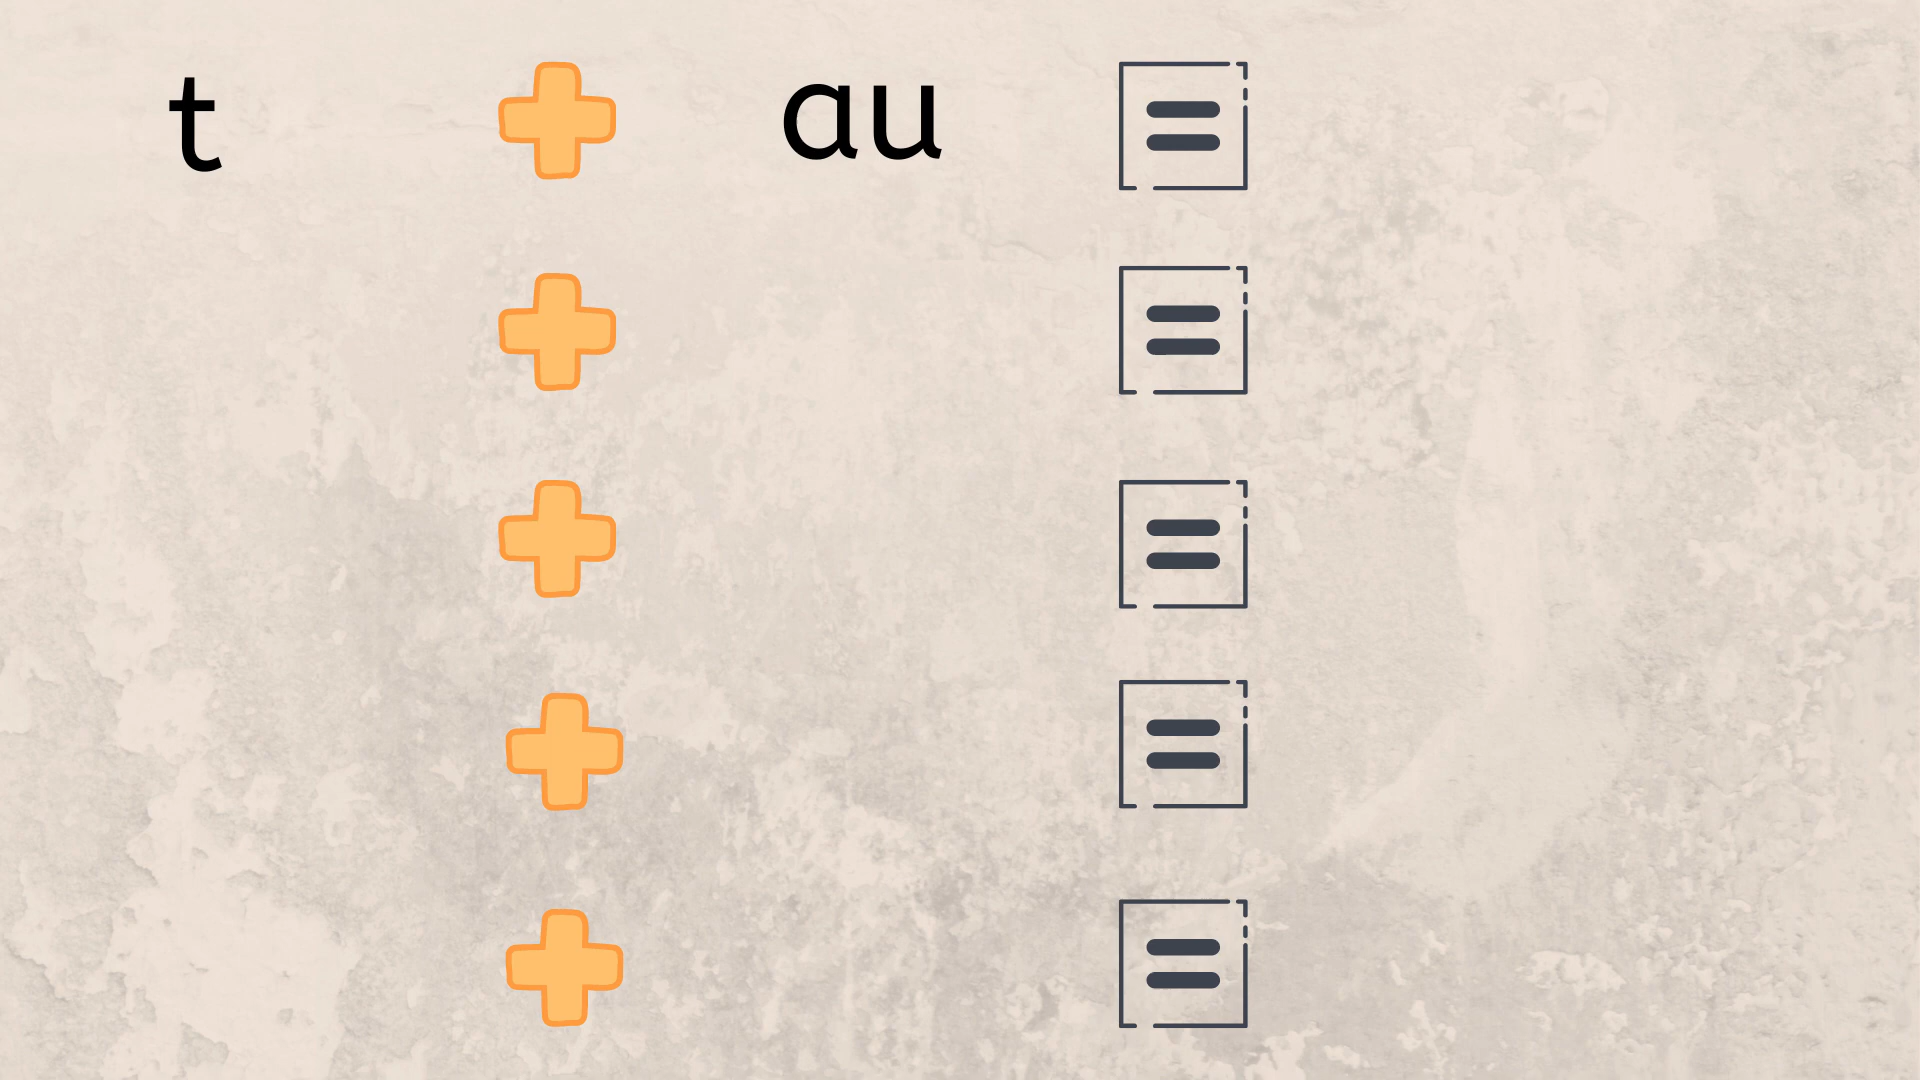 t + au =
+ =
+ =
+ =
+ =